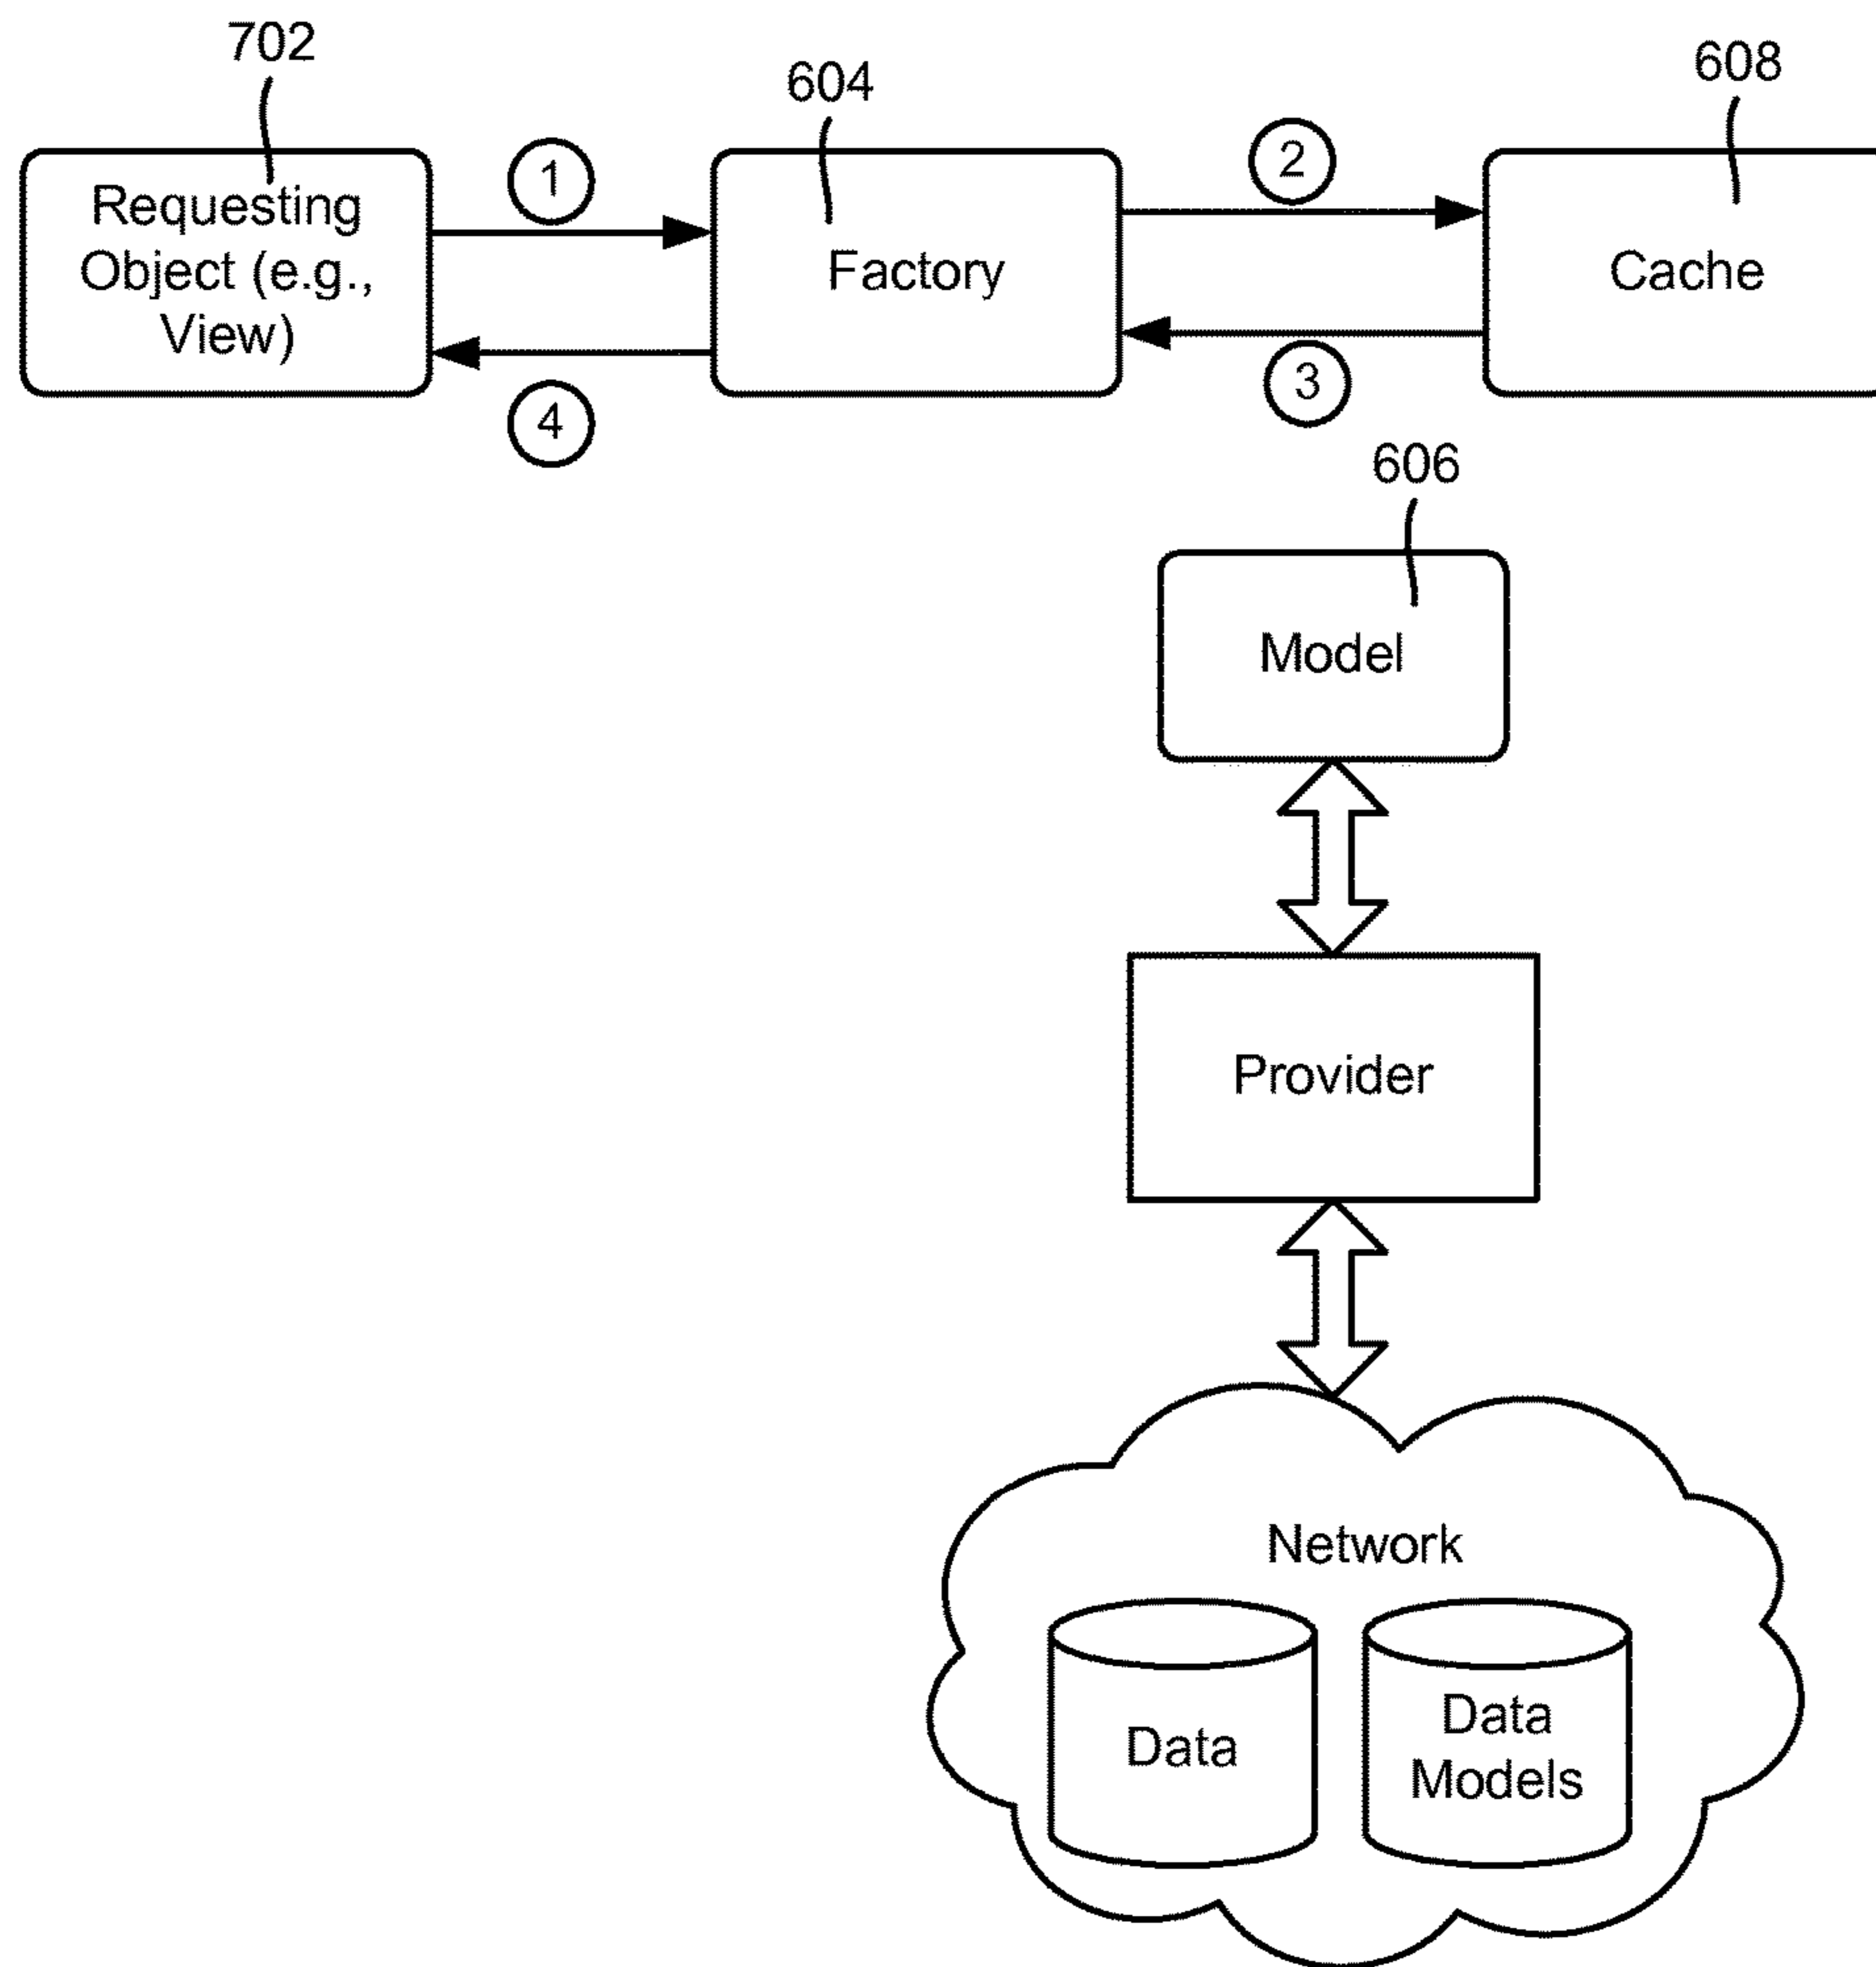 702
604
608
1
2
Requesting
Object (e.g.,
View)
Factory
Cache
3
4
606
Model
Provider
Network
Data
Data
Models